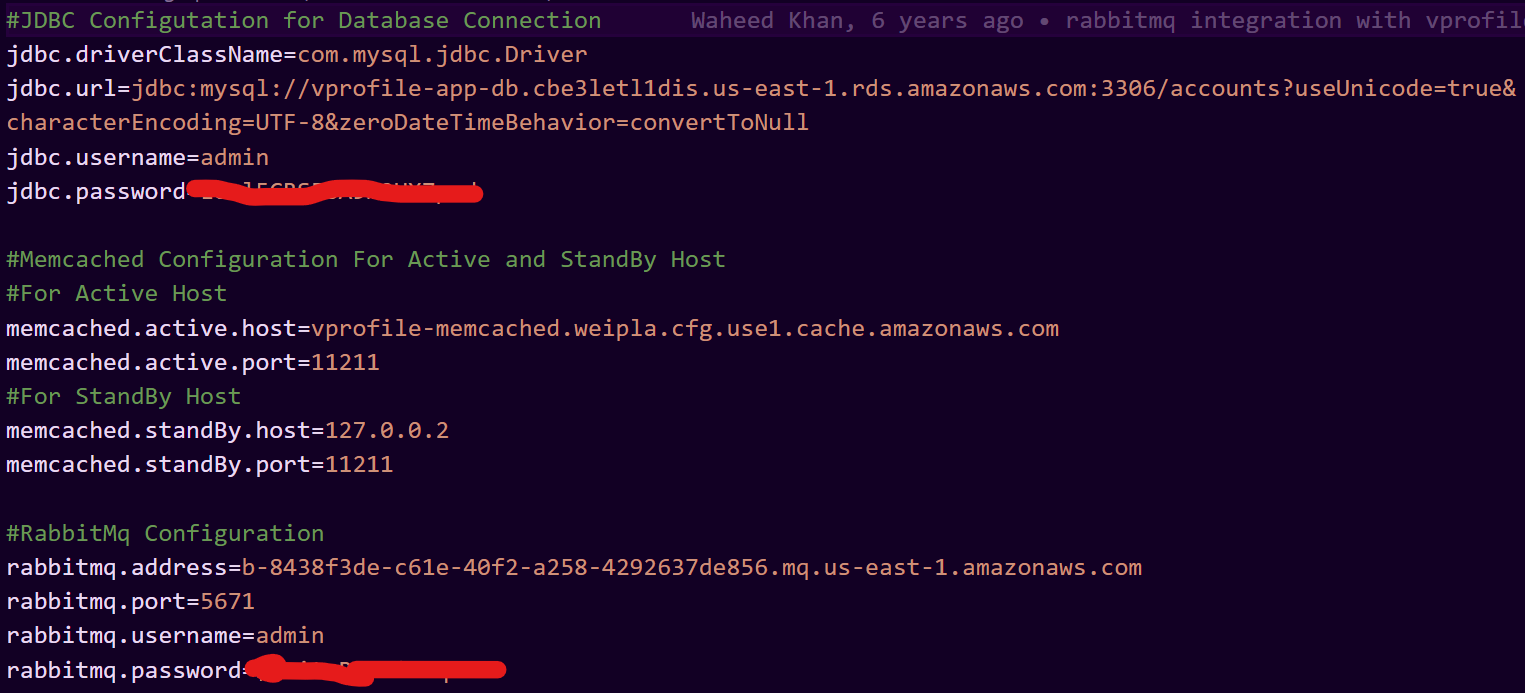 #JDBC Configutation for Database Connection Waheed Khan, 6 years ago • rabbitmq integration with vprofil
jdbc.driverClassName=com.mysql.jdbc.Driver
jdbc.url=jdbc:mysql://vprofile-app-db.cbe3letl1dis.us-east-1.rds.amazonaws.com:3306/accounts?useUnicode=true&
characterEncoding=UTF-8&zeroDateTimeBehavior=convertToNull
jdbc.username=admin
jdbc.password
#Memcached Configuration For Active and StandBy Host
#For Active Host
memcached.active.host=vprofile-memcached.weipla.cfg.use1.cache.amazonaws.com
memcached.active.port=11211
#For StandBy Host
memcached.standBy.host=127.0.0.2
memcached.standBy.port=11211
#RabbitMq Configuration
rabbitmq.address=b-8438f3de-c61e-40f2-a258-4292637de856.mq.us-east-1.amazonaws.com
rabbitmq.port=5671
rabbitmq.username=admin
rabbitmq.password=